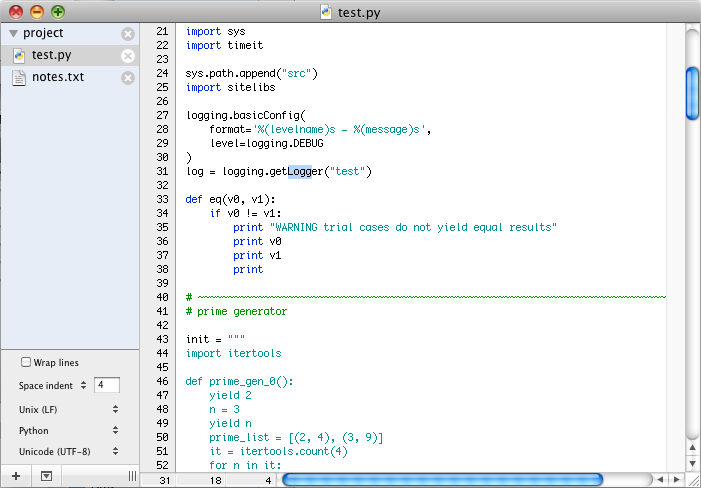 test.py
project
test.py
notes.txt
21 import sys
22 import timeit
23
24 sys.path.append("src")
25 import sitelibs
26
27 logging.basicConfig(
28     format='%(levelname)s - %(message)s',
29     level=logging.DEBUG
30 )
31 log = logging.getLogger("test")
32
33 def eq(v0, v1):
34     if v0 != v1:
35         print "WARNING trial cases do not yield equal results"
36         print v0
37         print v1
38         print
39
40 # ~~~~~~~~~~~~~~~~~~~~~~~~~~~~~~~~~~~~~~~~~~~~~~~~~~~~~~~~~~~~~~~~~~~~~~~~~~~~~~
41 # prime generator
42
43 init = """
44 import itertools
45
46 def prime_gen_0():
47     yield 2
48     n = 3
49     yield n
50     prime_list = [(2, 4), (3, 9)]
51     it = itertools.count(4)
52     for n in it:
Wrap lines
Space indent 4
Unix (LF)
Python
Unicode (UTF-8)
31 18 4